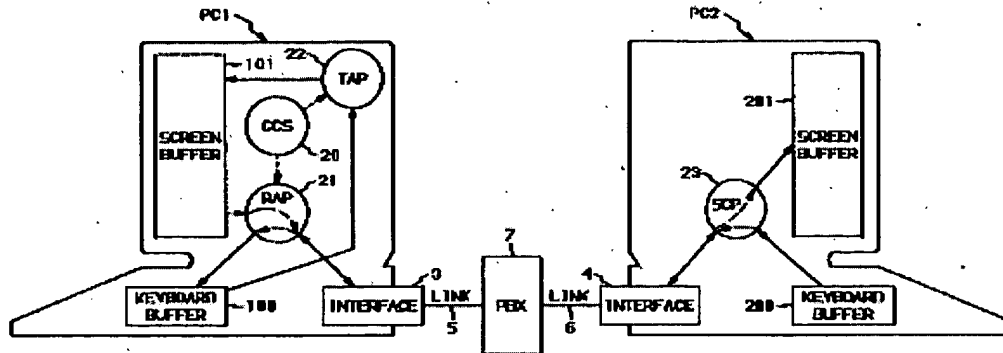 PC1
PC2
101
22
TAP
SCREEN
BUFFER
CCS
20
21
RAP
201
SCREEN
BUFFER
23
SCP
3
7
4
KEYBOARD
BUFFER
100
INTERFACE
LINK
5
PBX
LINK
6
INTERFACE
200
KEYBOARD
BUFFER